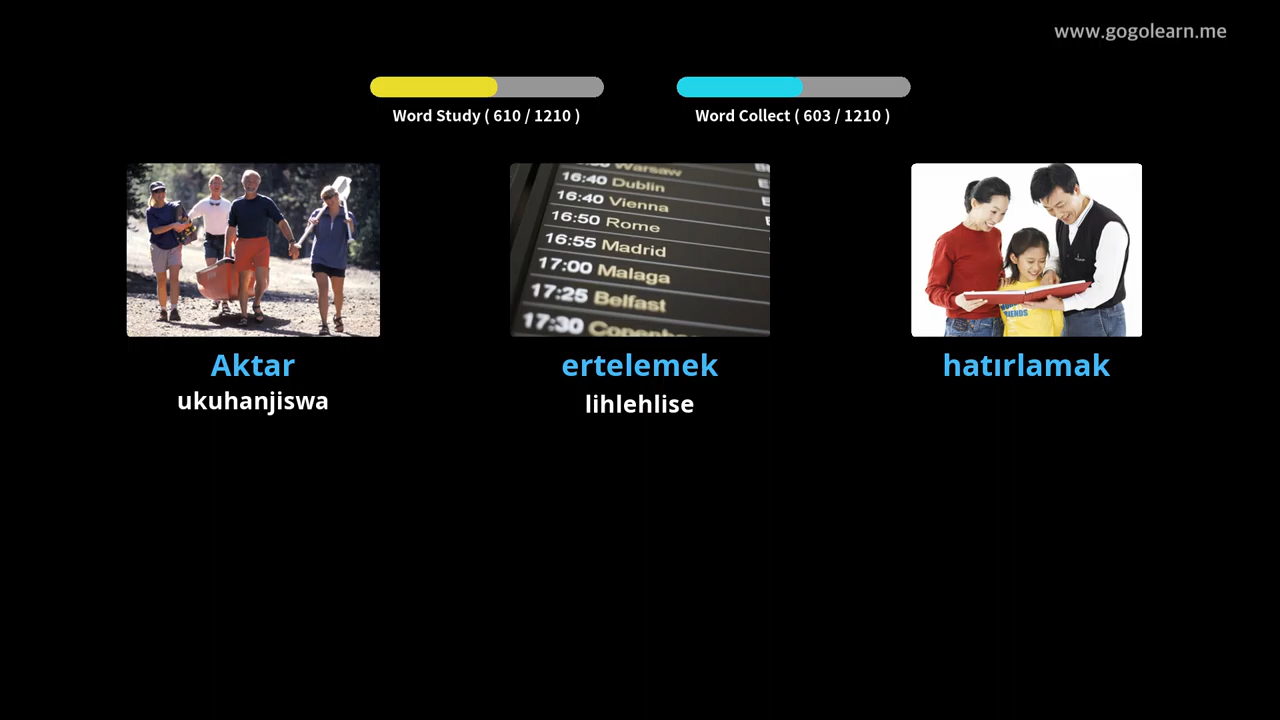 www.gogolearn.me
Word Study ( 610 / 1210 )
Word Collect ( 603 / 1210 )
Warsaw
16:40 Dublin
16:40 Vienna
16:50 Rome
16:55 Madrid
17:00 Malaga
17:25 Belfast
17:30
Aktar
ertelemek
hatırlamak
ukuhanjiswa
lihlehlise